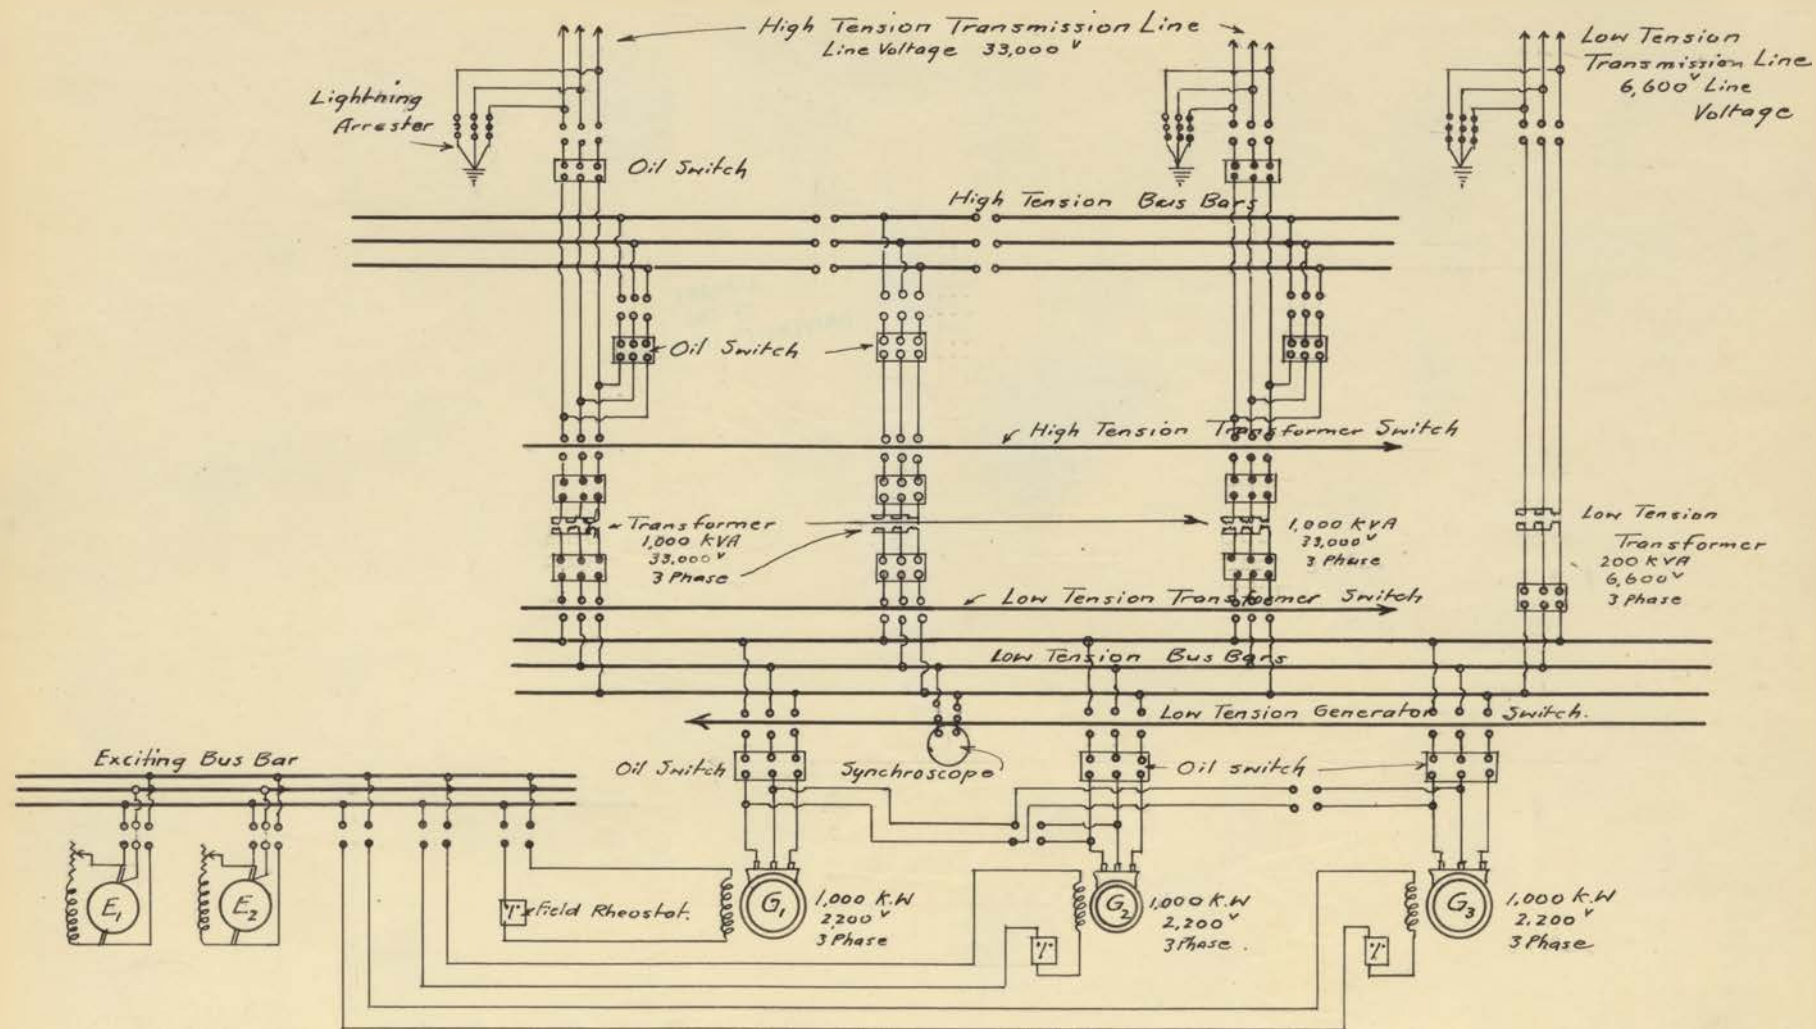 High Tension Transmission Line
Line Voltage 33,000 v
Low Tension
Transmission Line
6,600 v Line
Voltage
Lightning
Arrester
Oil Switch
High Tension Bus Bars
Oil Switch
High Tension Transformer Switch
Transformer
1,000 KVA
33,000 v
3 Phase
1,000 KVA
33,000 v
3 Phase
Low Tension
Transformer
200 KVA
6,600 v
3 Phase
Low Tension Transformer Switch
Low Tension Bus Bars
Low Tension Generator Switch.
Exciting Bus Bar
Oil Switch
Synchroscope
Oil switch
E1
E2
Field Rheostat.
G1
1,000 K.W
2,200 v
3 Phase
G2
1,000 K.W
2,200 v
3 Phase .
G3
1,000 K.W
2.200 v
3 Phase